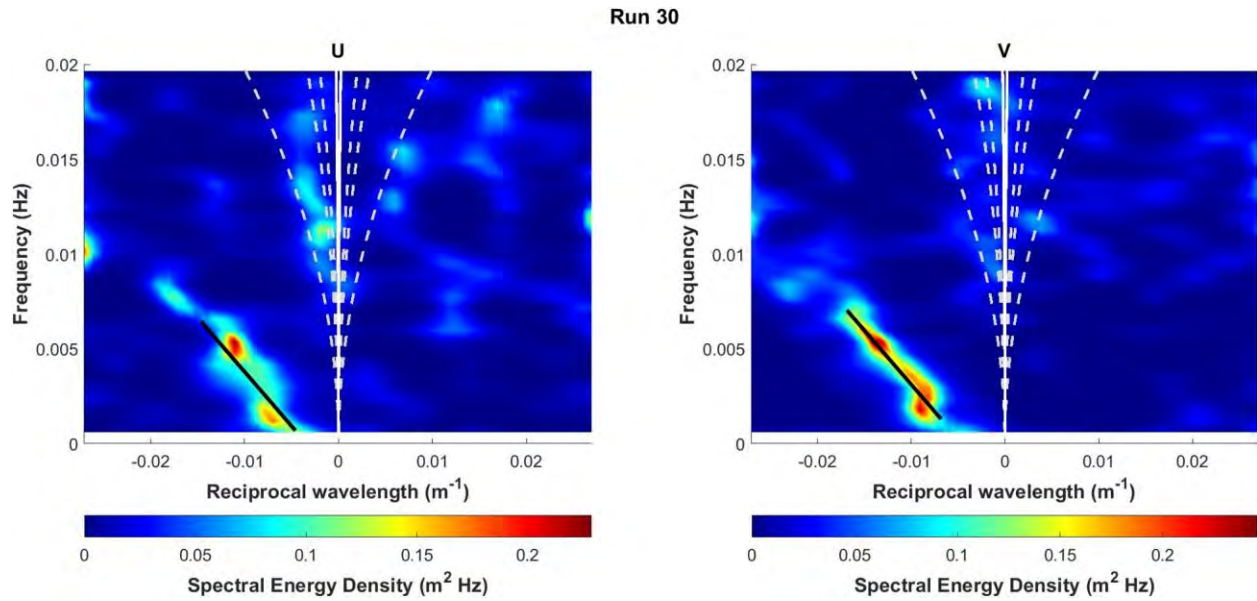 Run 30
U
0.02
0.015
0.01
0.005
0
Frequency (Hz)
-0.02 -0.01 0 0.01 0.02
Reciprocal wavelength (m⁻¹)
0 0.05 0.1 0.15 0.2
Spectral Energy Density (m² Hz)
V
0.02
0.015
0.01
0.005
0
Frequency (Hz)
-0.02 -0.01 0 0.01 0.02
Reciprocal wavelength (m⁻¹)
0 0.05 0.1 0.15 0.2
Spectral Energy Density (m² Hz)